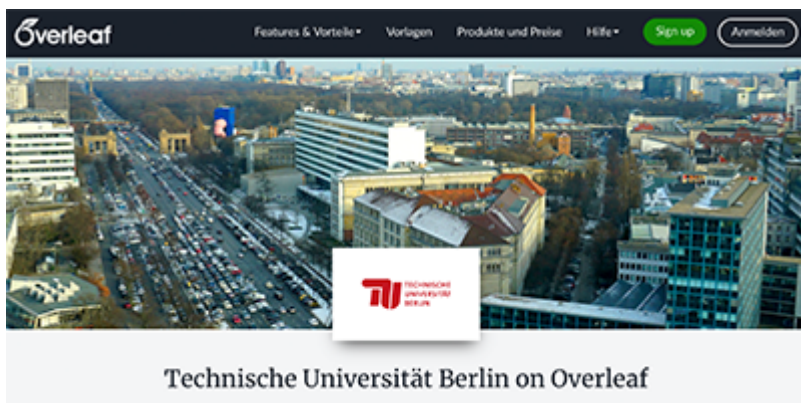 Overleaf
Features & Vorteile Vorlagen Produkte und Preise Hilfe Sign up Anmelden
TECHNISCHE
UNIVERSITÄT
BERLIN
Technische Universität Berlin on Overleaf